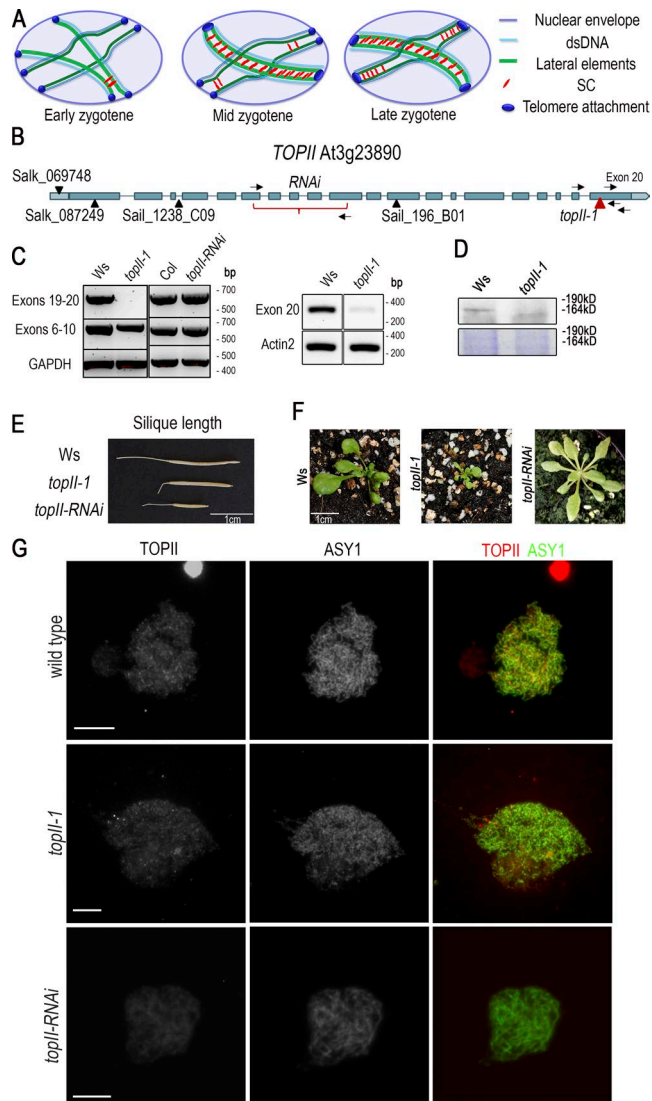 A
Nuclear envelope
dsDNA
Lateral elements
SC
Telomere attachment
Early zygotene
Mid zygotene
Late zygotene
B
TOPII At3g23890
Salk_069748
RNAi
Exon 20
Salk_087249
Sail_1238_C09
Sail_196_B01
topII-1
C
Ws
topII-1
Col
topII-RNAi
bp
Exons 19-20
- 700
- 500
Exons 6-10
- 700
- 500
GAPDH
- 500
- 400
Ws
topII-1
bp
Exon 20
- 400
- 200
Actin2
- 400
- 200
D
Ws
topII-1
-190kD
-164kD
-190kD
-164kD
E
Silique length
Ws
topII-1
topII-RNAi
1cm
F
Ws
1cm
topII-1
topII-RNAi
G
TOPII
ASY1
TOPII ASY1
wild type
topII-1
topII-RNAi